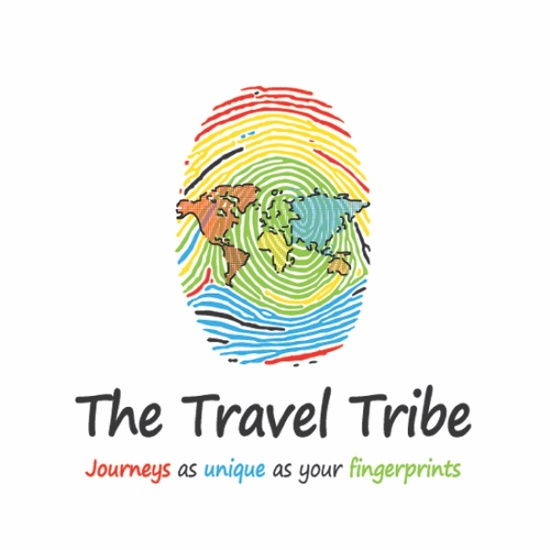 The Travel Tribe
Journeys as unique as your fingerprints